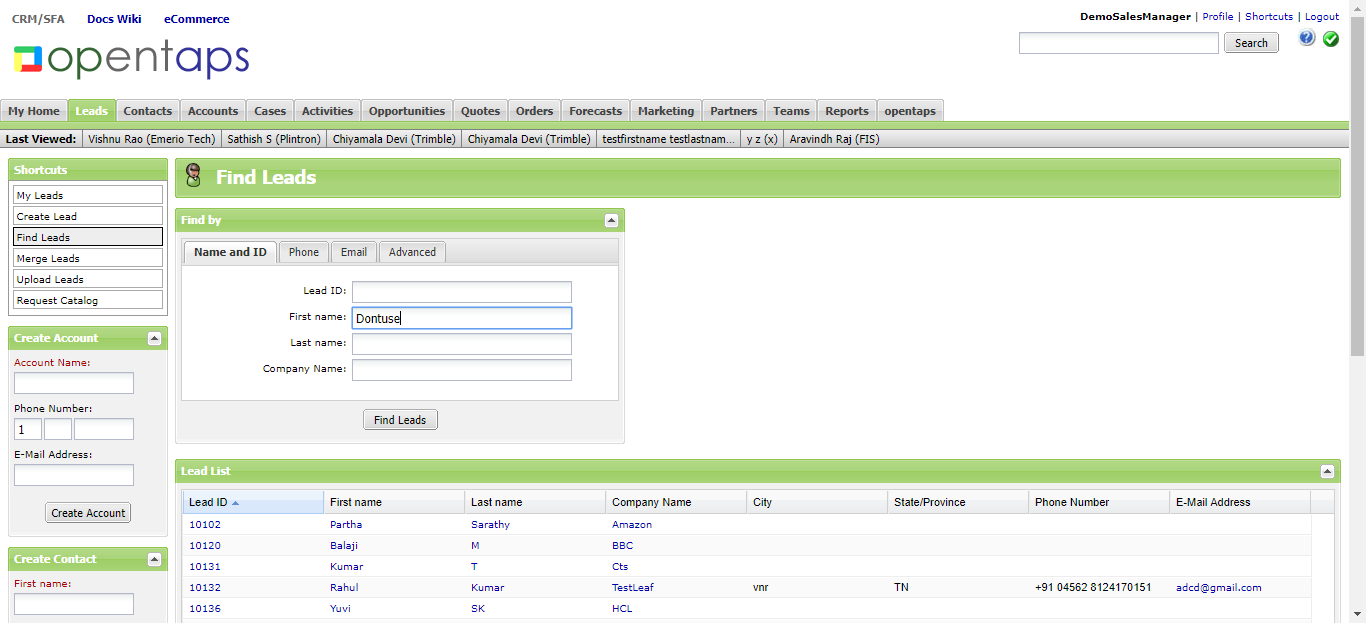 CRM/SFA Docs Wiki eCommerce
DemoSalesManager | Profile | Shortcuts | Logout
opentaps
Search
My Home Leads Contacts Accounts Cases Activities Opportunities Quotes Orders Forecasts Marketing Partners Teams Reports opentaps
Last Viewed: Vishnu Rao (Emerio Tech) Sathish S (Plintron) Chiyamala Devi (Trimble) Chiyamala Devi (Trimble) testfirstname testlastnam... y z (x) Aravindh Raj (FIS)
Shortcuts
My Leads
Create Lead
Find Leads
Merge Leads
Upload Leads
Request Catalog
Create Account
Account Name:
Phone Number:
1
E-Mail Address:
Create Account
Create Contact
First name:
Find Leads
Find by
Name and ID Phone Email Advanced
Lead ID:
First name: Dontuse
Last name:
Company Name:
Find Leads
Lead List
Lead ID First name Last name Company Name City State/Province Phone Number E-Mail Address
10102 Partha Sarathy Amazon
10120 Balaji M BBC
10131 Kumar T Cts
10132 Rahul Kumar TestLeaf vnr TN +91 04562 8124170151 adcd@gmail.com
10136 Yuvi SK HCL